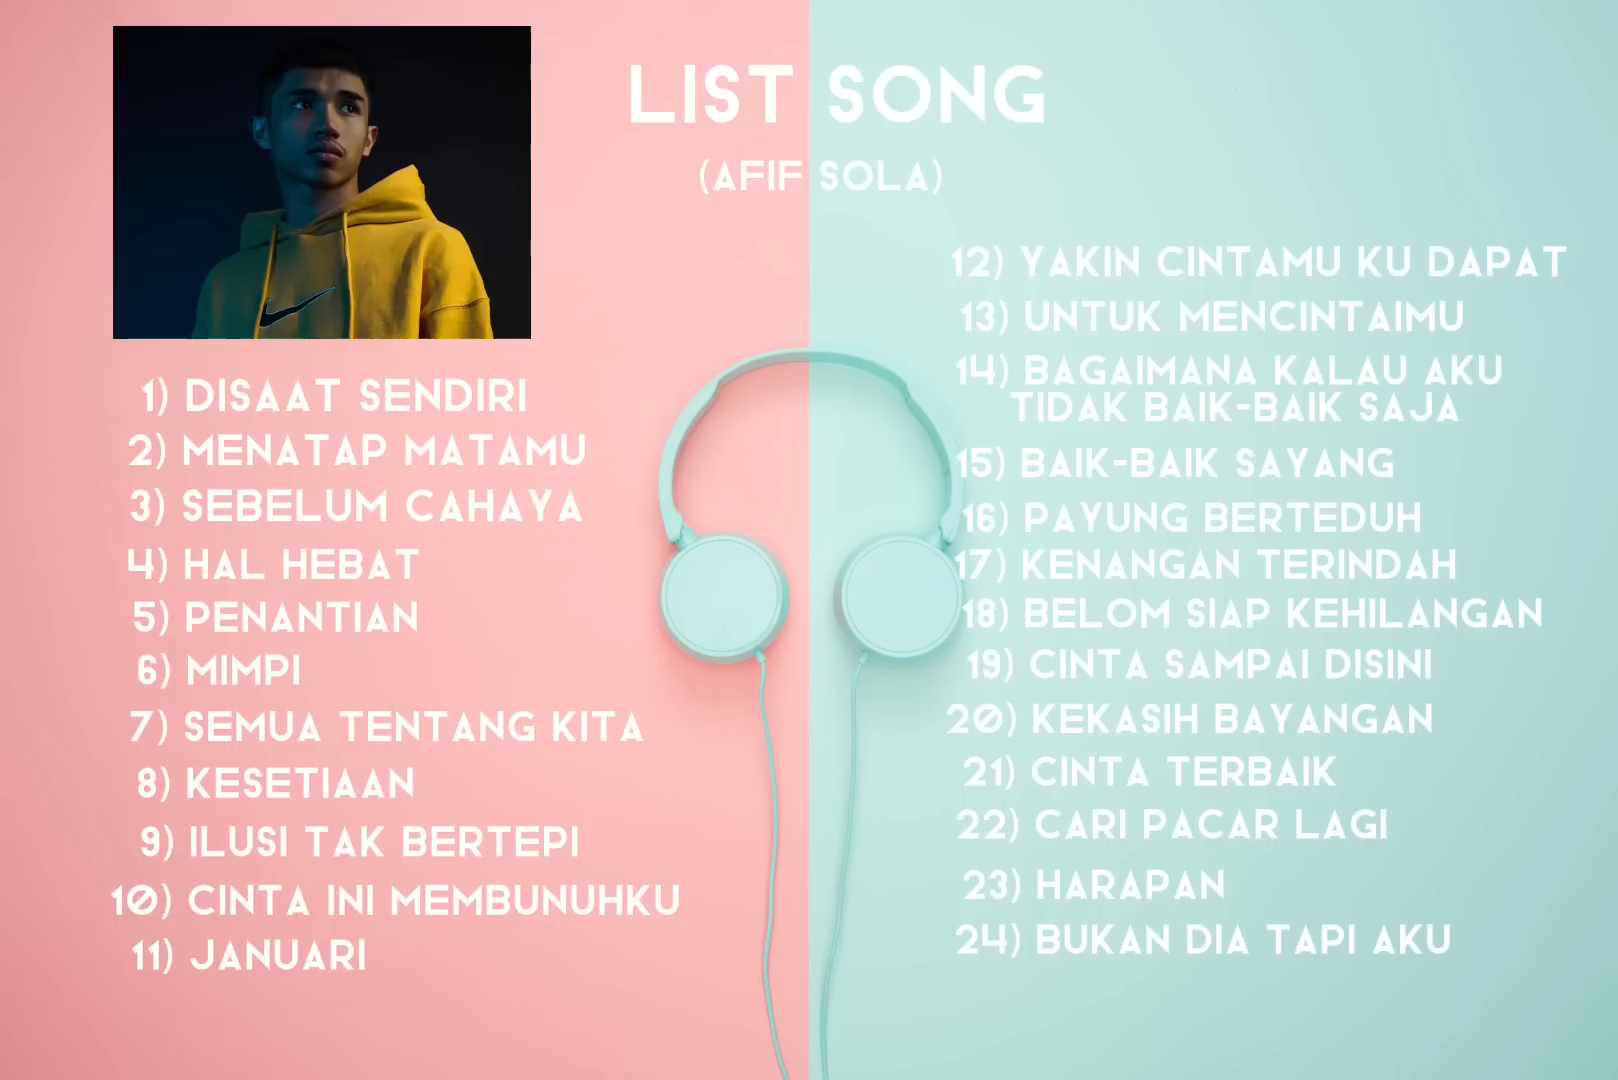 LIST SONG
(AFIF SOLA)
1) DISAAT SENDIRI
2) MENATAP MATAMU
3) SEBELUM CAHAYA
4) HAL HEBAT
5) PENANTIAN
6) MIMPI
7) SEMUA TENTANG KITA
8) KESETIAAN
9) ILUSI TAK BERTEPI
10) CINTA INI MEMBUNUHKU
11) JANUARI
12) YAKIN CINTAMU KU DAPAT
13) UNTUK MENCINTAIMU
14) BAGAIMANA KALAU AKU
TIDAK BAIK-BAIK SAJA
15) BAIK-BAIK SAYANG
16) PAYUNG BERTEDUH
17) KENANGAN TERINDAH
18) BELOM SIAP KEHILANGAN
19) CINTA SAMPAI DISINI
20) KEKASIH BAYANGAN
21) CINTA TERBAIK
22) CARI PACAR LAGI
23) HARAPAN
24) BUKAN DIA TAPI AKU